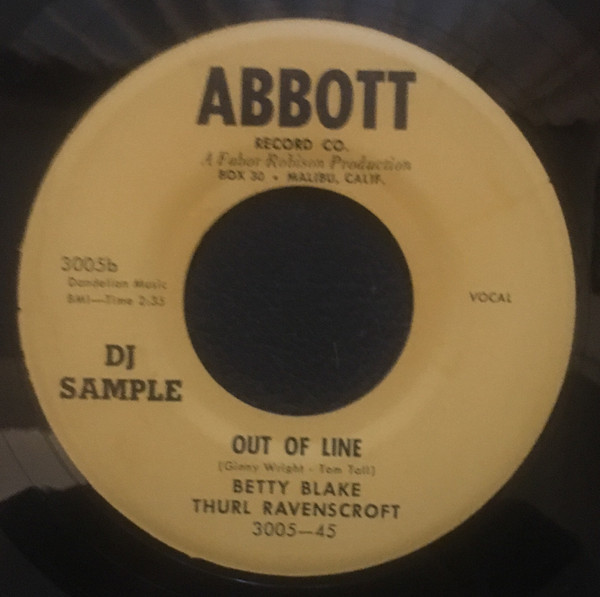 ABBOTT
RECORD CO.
A Fabor Robison Production
BOX 30 • MALIBU, CALIF.
3005b
Dandelion Music
BMI—Time 2:35
VOCAL
DJ
SAMPLE
OUT OF LINE
(Ginny Wright - Tom Tall)
BETTY BLAKE
THURL RAVENSCROFT
3005—45